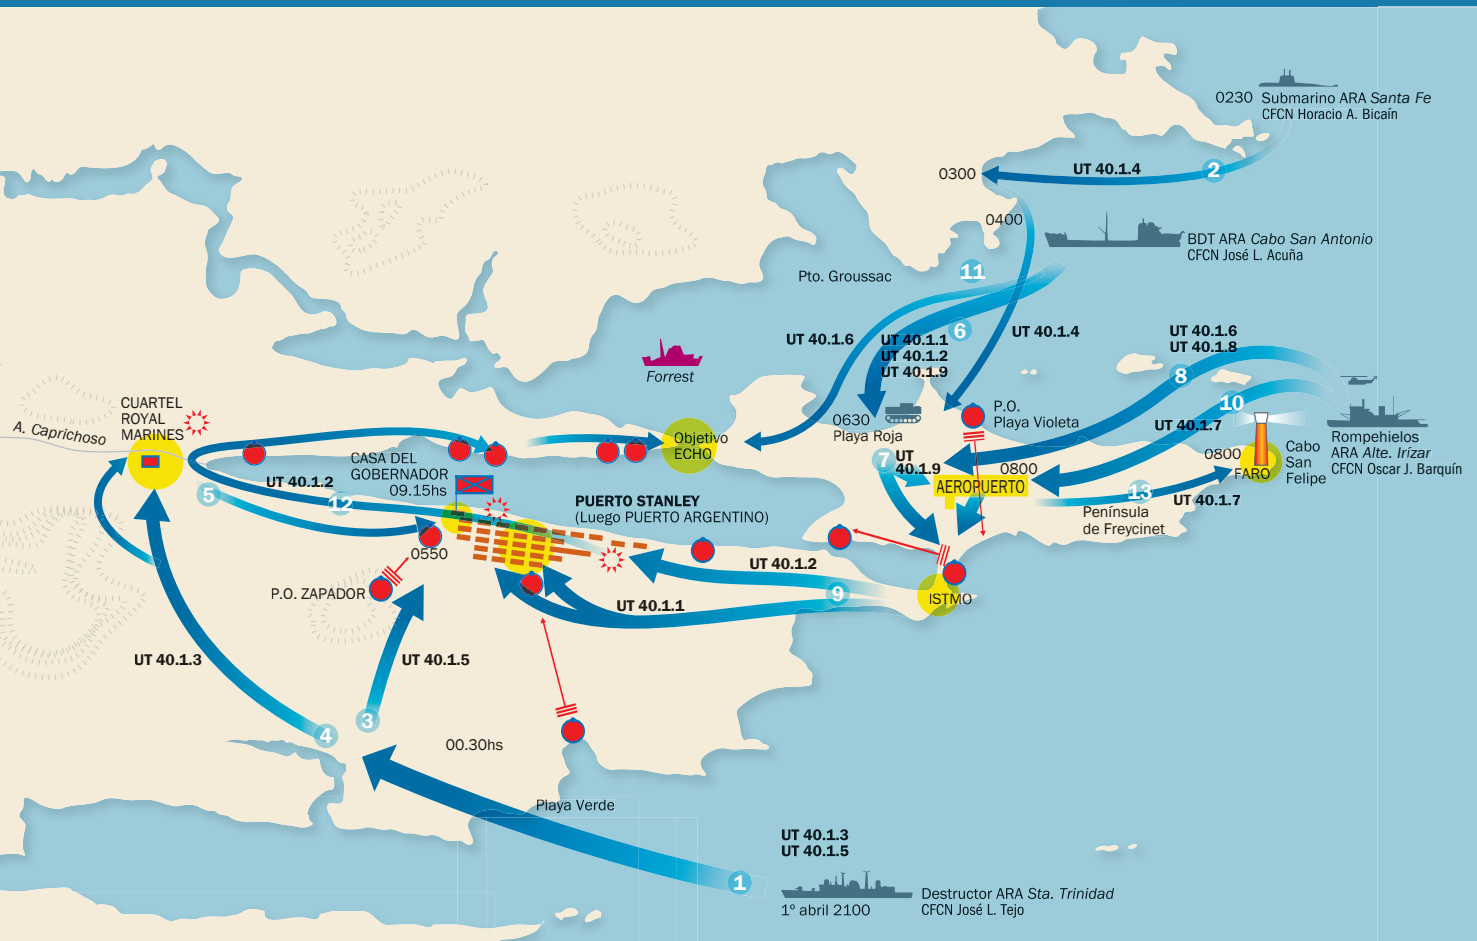 0230 Submarino ARA Santa Fe
CFCN Horacio A. Bicaín
0300
UT 40.1.4
2
0400
BDT ARA Cabo San Antonio
CFCN José L. Acuña
11
Pto. Groussac
6
UT 40.1.4
UT 40.1.6
UT 40.1.1
UT 40.1.2
UT 40.1.9
UT 40.1.6
UT 40.1.8
8
10
Forrest
P.O.
Playa Violeta
0630
Playa Roja
UT 40.1.7
Rompehielos
ARA Alte. Irízar
CFCN Oscar J. Barquín
Cabo
San
Felipe
0800
FARO
CUARTEL
ROYAL
MARINES
A. Caprichoso
Objetivo
ECHO
CASA DEL
GOBERNADOR
09.15hs
7
UT
40.1.9
0800
AEROPUERTO
UT 40.1.2
5
12
13
UT 40.1.7
PUERTO STANLEY
(Luego PUERTO ARGENTINO)
Península
de Freycinet
0550
P.O. ZAPADOR
UT 40.1.2
9
ISTMO
UT 40.1.1
UT 40.1.3
UT 40.1.5
4
3
00.30hs
Playa Verde
UT 40.1.3
UT 40.1.5
1
Destructor ARA Sta. Trinidad
CFCN José L. Tejo
1º abril 2100